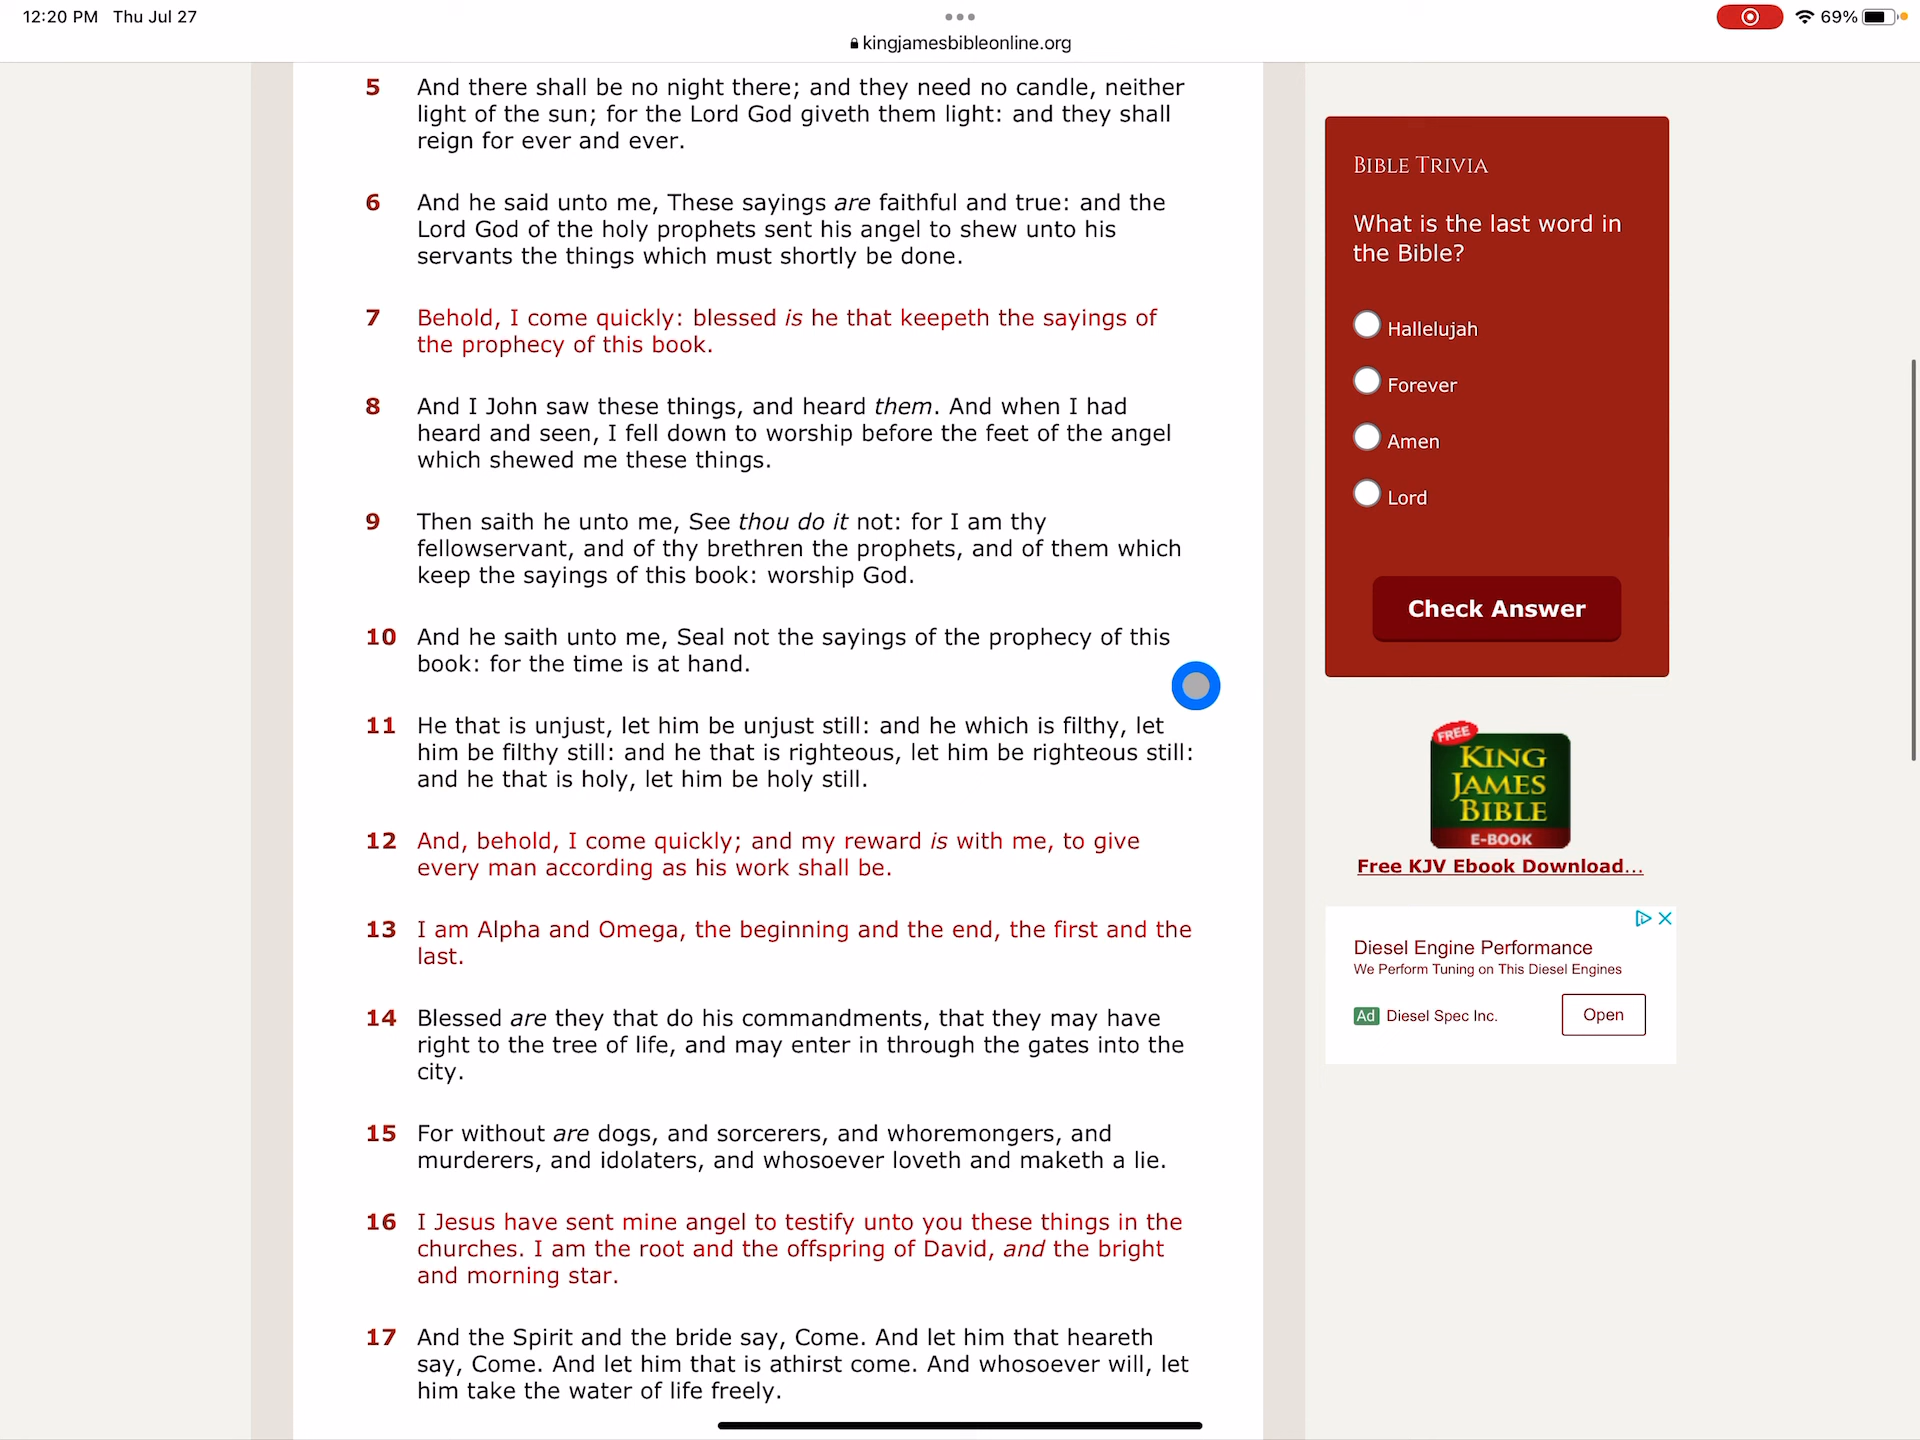 12:20 PM Thu Jul 27
69%
kingjamesbibleonline.org
5 And there shall be no night there; and they need no candle, neither
light of the sun; for the Lord God giveth them light: and they shall
reign for ever and ever.
6 And he said unto me, These sayings are faithful and true: and the
Lord God of the holy prophets sent his angel to shew unto his
servants the things which must shortly be done.
7 Behold, I come quickly: blessed is he that keepeth the sayings of
the prophecy of this book.
8 And I John saw these things, and heard them. And when I had
heard and seen, I fell down to worship before the feet of the angel
which shewed me these things.
9 Then saith he unto me, See thou do it not: for I am thy
fellowservant, and of thy brethren the prophets, and of them which
keep the sayings of this book: worship God.
10 And he saith unto me, Seal not the sayings of the prophecy of this
book: for the time is at hand.
11 He that is unjust, let him be unjust still: and he which is filthy, let
him be filthy still: and he that is righteous, let him be righteous still:
and he that is holy, let him be holy still.
12 And, behold, I come quickly; and my reward is with me, to give
every man according as his work shall be.
13 I am Alpha and Omega, the beginning and the end, the first and the
last.
14 Blessed are they that do his commandments, that they may have
right to the tree of life, and may enter in through the gates into the
city.
15 For without are dogs, and sorcerers, and whoremongers, and
murderers, and idolaters, and whosoever loveth and maketh a lie.
16 I Jesus have sent mine angel to testify unto you these things in the
churches. I am the root and the offspring of David, and the bright
and morning star.
17 And the Spirit and the bride say, Come. And let him that heareth
say, Come. And let him that is athirst come. And whosoever will, let
him take the water of life freely.
Bible Trivia
What is the last word in
the Bible?
Hallelujah
Forever
Amen
Lord
Check Answer
FREE
KING
JAMES
BIBLE
E-BOOK
Free KJV Ebook Download...
Diesel Engine Performance
We Perform Tuning on This Diesel Engines
Ad Diesel Spec Inc.
Open